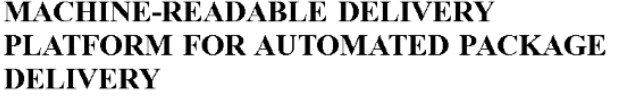 MACHINE-READABLE DELIVERY
PLATFORM FOR AUTOMATED PACKAGE
DELIVERY